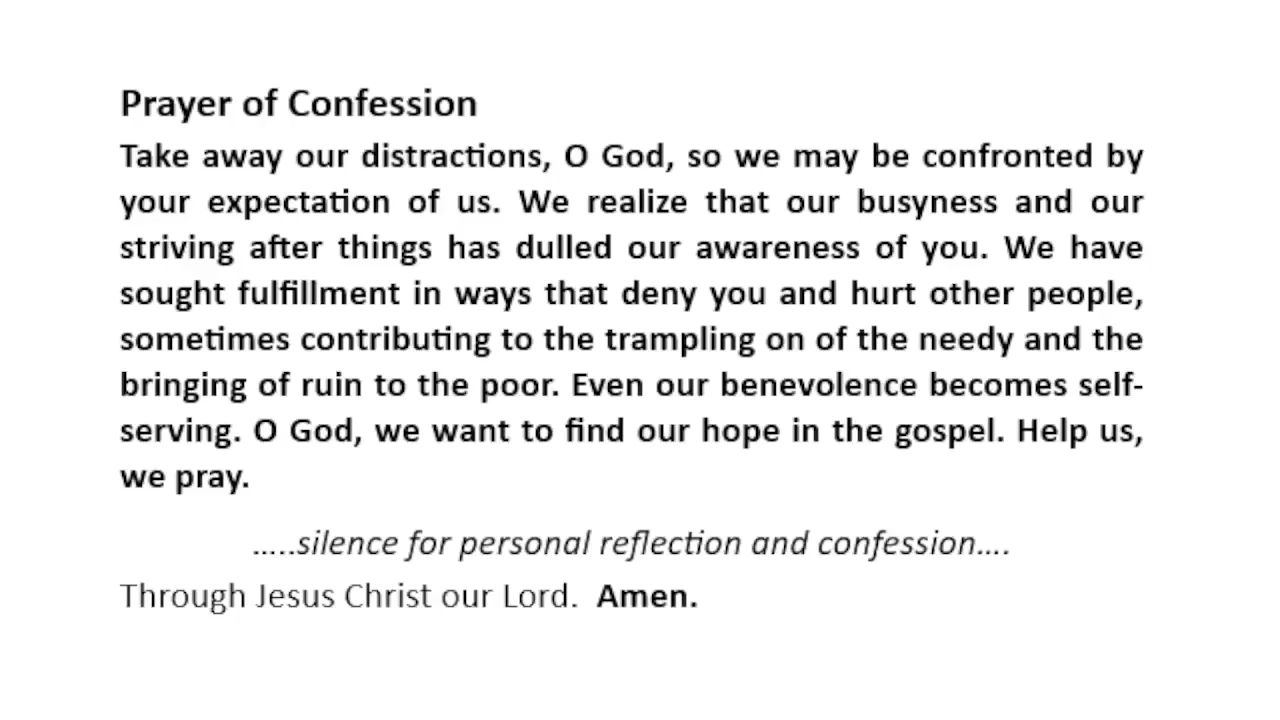 Prayer of Confession
Take away our distractions, O God, so we may be confronted by
your expectation of us. We realize that our busyness and our
striving after things has dulled our awareness of you. We have
sought fulfillment in ways that deny you and hurt other people,
sometimes contributing to the trampling on of the needy and the
bringing of ruin to the poor. Even our benevolence becomes self-
serving. O God, we want to find our hope in the gospel. Help us,
we pray.
…..silence for personal reflection and confession….
Through Jesus Christ our Lord.  Amen.